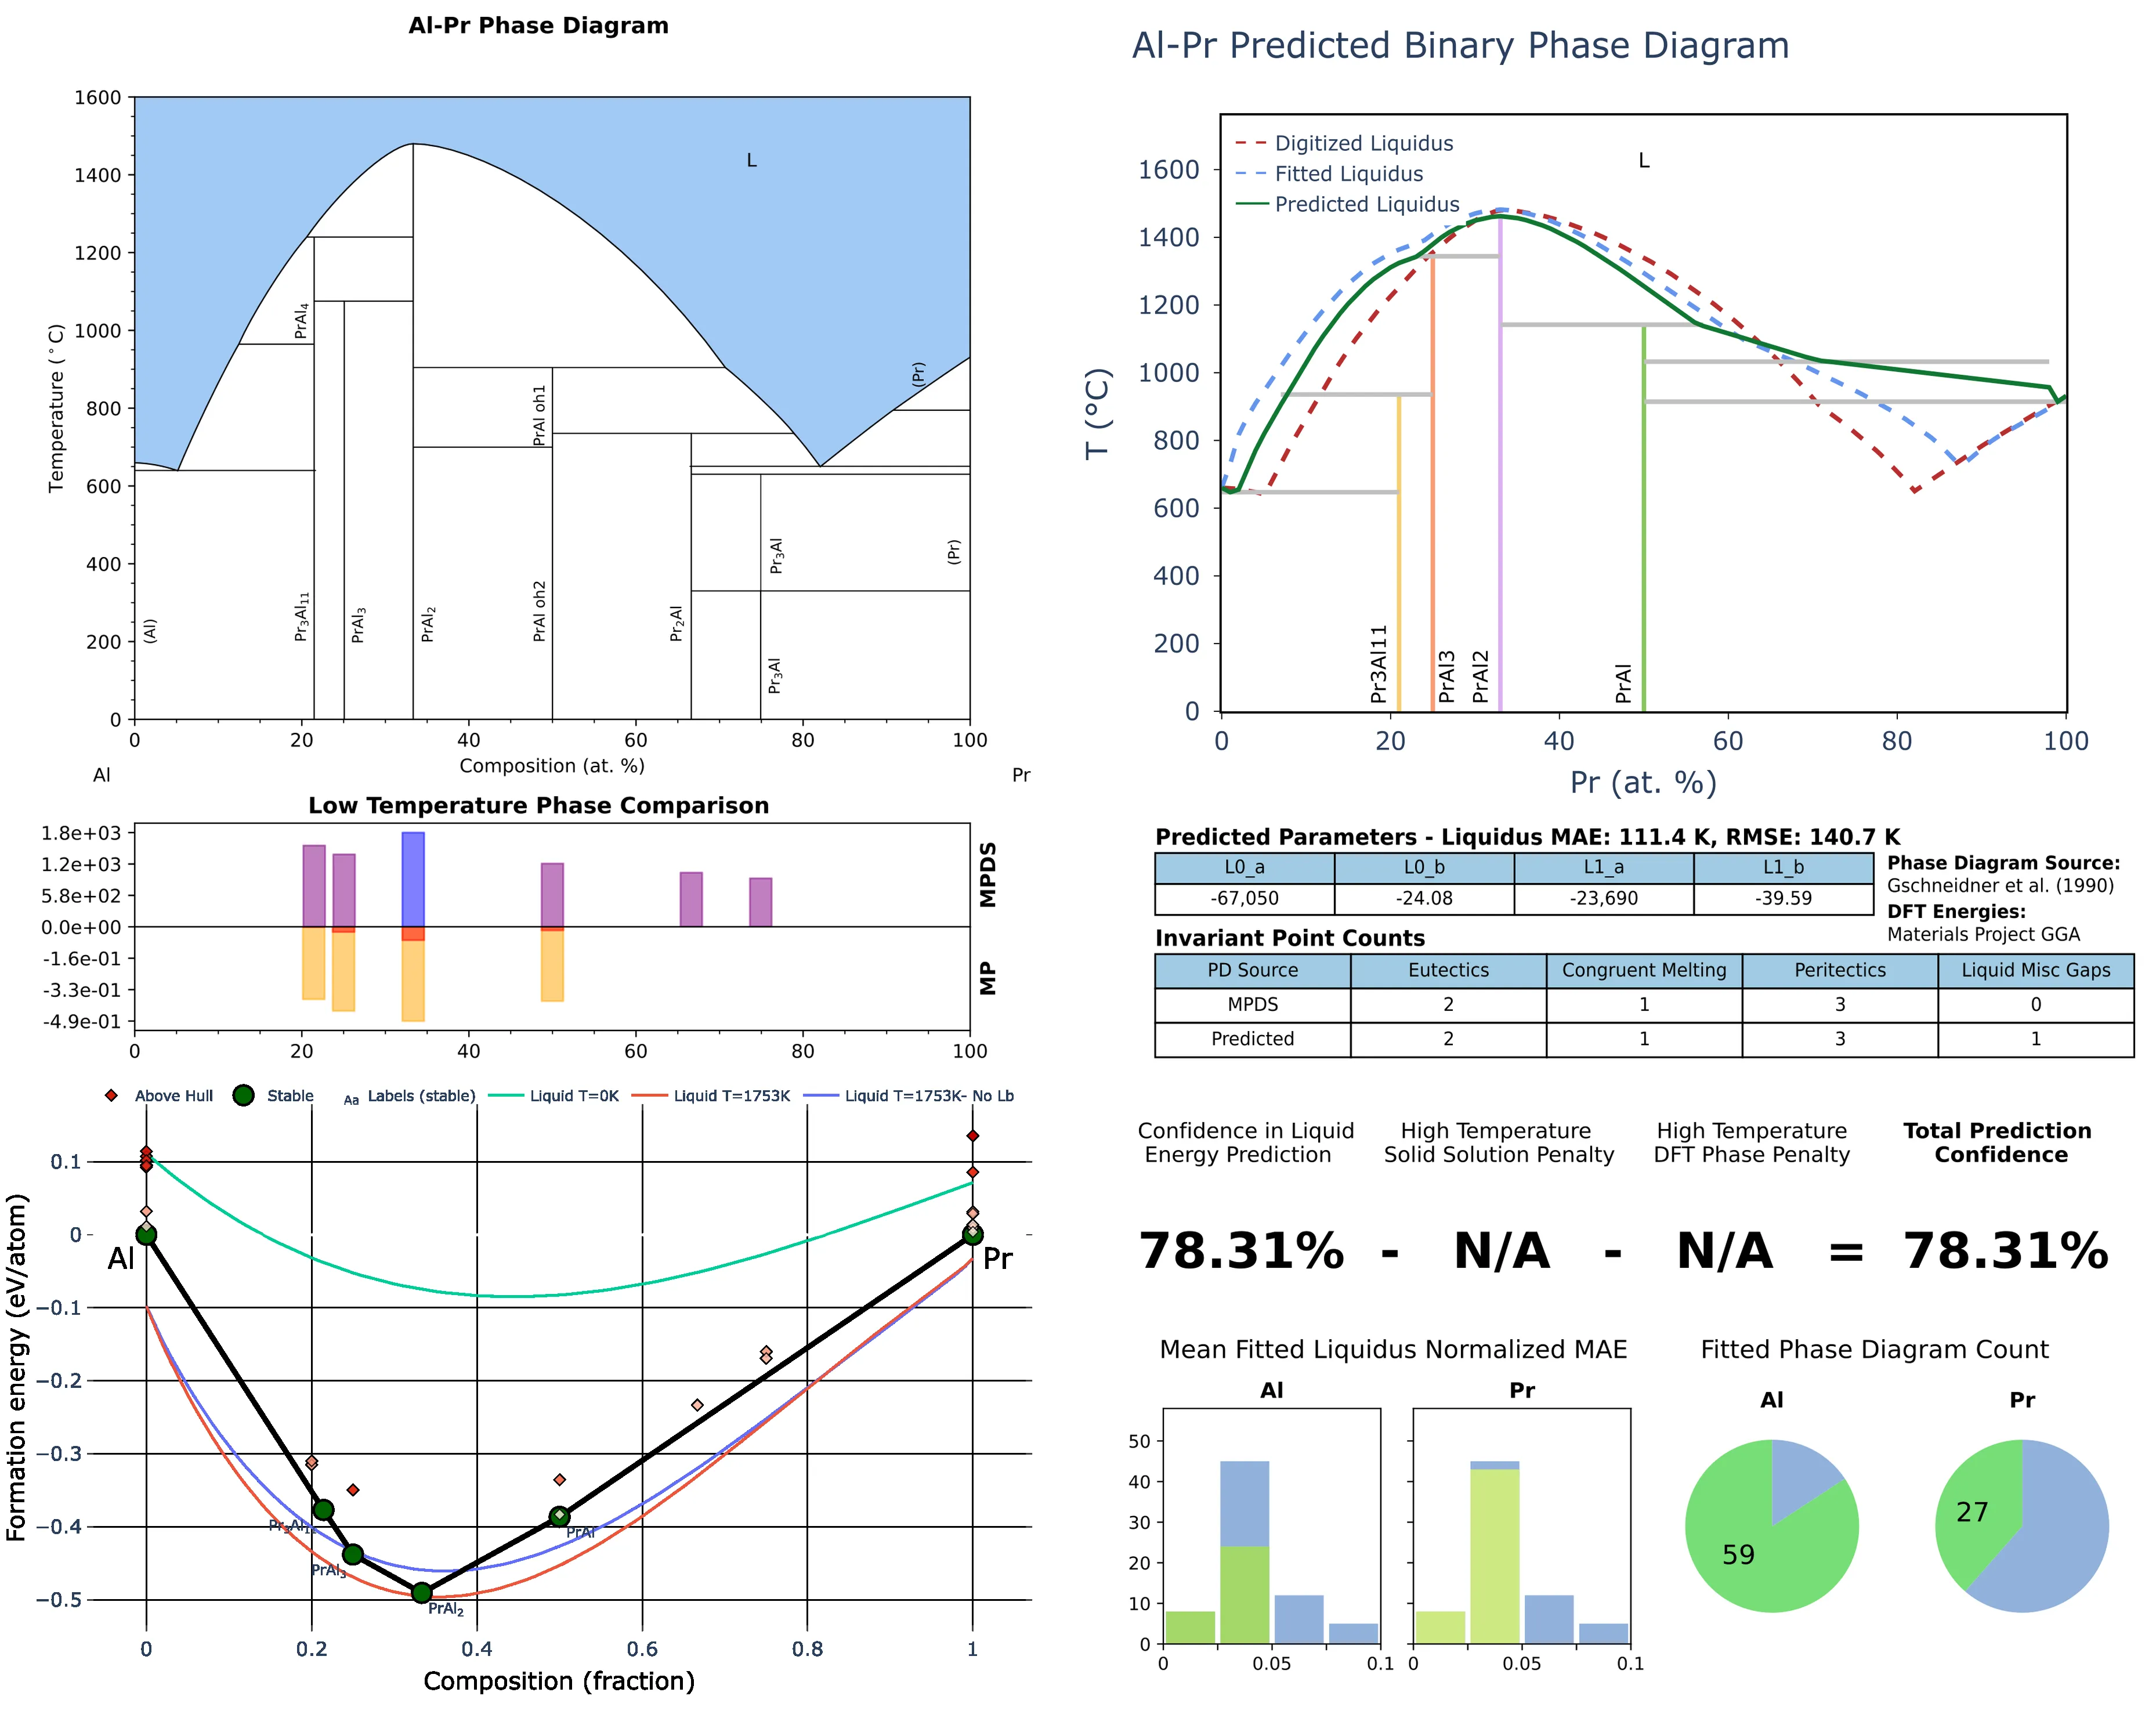 Al-Pr Phase Diagram
1600
1400
1200
1000
800
600
400
200
0
Temperature (°C)
L
PrAl4
Pr3Al11
PrAl3
PrAl2
PrAl oh1
PrAl oh2
Pr2Al
Pr3Al
Pr3Al
(Al)
(Pr)
(Pr)
0 20 40 60 80 100
Composition (at. %)
Al Pr
Low Temperature Phase Comparison
1.8e+03
1.2e+03
5.8e+02
0.0e+00
-1.6e-01
-3.3e-01
-4.9e-01
MPDS
MP
0 20 40 60 80 100
Above Hull Stable Aa Labels (stable) Liquid T=0K Liquid T=1753K Liquid T=1753K- No Lb
0.1
0
−0.1
−0.2
−0.3
−0.4
−0.5
Formation energy (eV/atom)
Al
Pr
Pr3Al11
PrAl3
PrAl2
PrAl
0 0.2 0.4 0.6 0.8 1
Composition (fraction)
Al-Pr Predicted Binary Phase Diagram
Digitized Liquidus
Fitted Liquidus
Predicted Liquidus
L
1600
1400
1200
1000
800
600
400
200
0
T (°C)
Pr3Al11
PrAl3
PrAl2
PrAl
0 20 40 60 80 100
Pr (at. %)
Predicted Parameters - Liquidus MAE: 111.4 K, RMSE: 140.7 K
L0_a L0_b L1_a L1_b
-67,050 -24.08 -23,690 -39.59
Phase Diagram Source:
Gschneidner et al. (1990)
DFT Energies:
Materials Project GGA
Invariant Point Counts
PD Source Eutectics Congruent Melting Peritectics Liquid Misc Gaps
MPDS 2 1 3 0
Predicted 2 1 3 1
Confidence in Liquid
Energy Prediction
High Temperature
Solid Solution Penalty
High Temperature
DFT Phase Penalty
Total Prediction
Confidence
78.31% - N/A - N/A = 78.31%
Mean Fitted Liquidus Normalized MAE
Al Pr
50
40
30
20
10
0
0 0.05 0.1
0 0.05 0.1
Fitted Phase Diagram Count
Al Pr
59
27